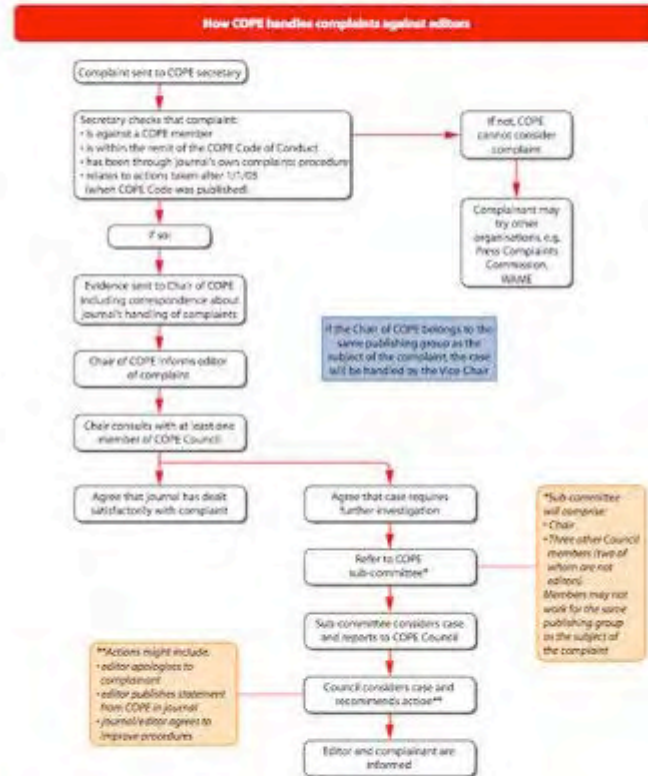 How COPE handles complaints against editors
Complaint sent to COPE secretary
Secretary checks that complaint:
• is against a COPE member
• is within the remit of the COPE Code of Conduct
• has been through journal's own complaints procedure
• relates to actions taken after 1/1/05
(when COPE Code was published)
If not, COPE
cannot consider
complaint
Complainant may
try other
organisations, e.g.
Press Complaints
Commission,
WAME
If so:
Evidence sent to Chair of COPE
including correspondence about
journal's handling of complaints
If the Chair of COPE belongs to the
same publishing group as the
subject of the complaint, the case
will be handled by the Vice Chair
Chair of COPE informs editor
of complaint
Chair consults with at least one
member of COPE Council
Agree that journal has dealt
satisfactorily with complaint
Agree that case requires
further investigation
*Sub-committee
will comprise:
• Chair
• Three other Council
members (two of
whom are not
editors)
Members may not
work for the same
publishing group
as the subject of
the complaint
Refer to COPE
sub-committee*
Sub-committee considers case
and reports to COPE Council
**Actions might include:
• editor apologises to
complainant
• editor publishes statement
from COPE in journal
• journal/editor agrees to
improve procedures
Council considers case and
recommends action**
Editor and complainant are
informed